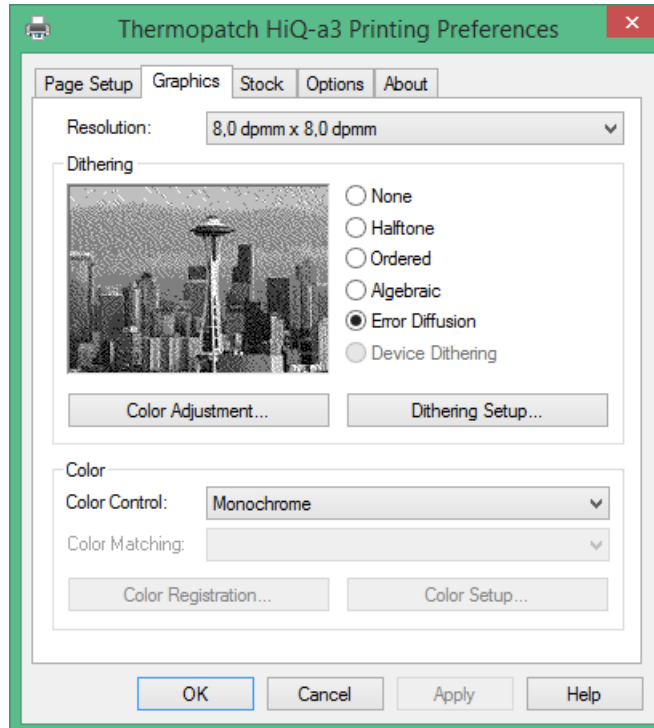 Thermopatch HiQ-a3 Printing Preferences
Page Setup Graphics Stock Options About
Resolution: 8,0 dpmm x 8,0 dpmm
Dithering
None
Halftone
Ordered
Algebraic
Error Diffusion
Device Dithering
Color Adjustment... Dithering Setup...
Color
Color Control: Monochrome
Color Matching:
Color Registration... Color Setup...
OK Cancel Apply Help